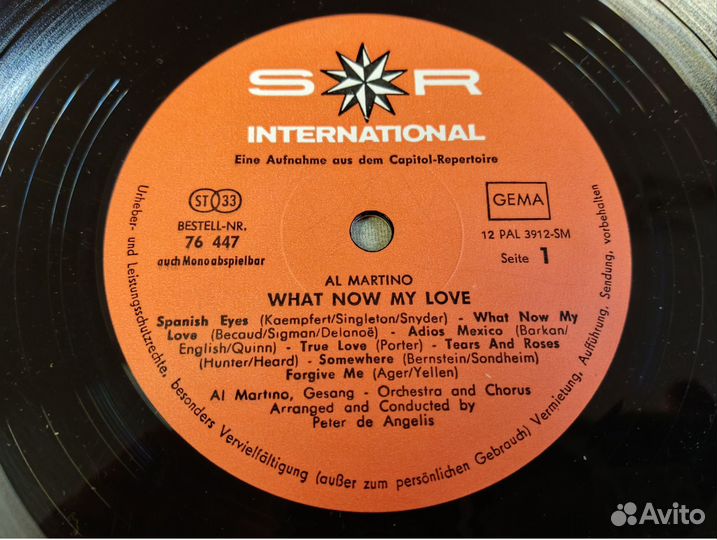 S R
INTERNATIONAL
Eine Aufnahme aus dem Capitol-Repertoire
ST 33
BESTELL-NR.
76 447
auch Mono abspielbar
GEMA
12 PAL 3912-SM
Seite 1
AL MARTINO
WHAT NOW MY LOVE
Spanish Eyes (Kaempfert/Singleton/Snyder) - What Now My
Love (Becaud/Sigman/Delanoë) - Adios Mexico (Barkan/
English/Quinn) - True Love (Porter) - Tears And Roses
(Hunter/Heard) - Somewhere (Bernstein/Sondheim)
Forgive Me (Ager/Yellen)
Al Martino, Gesang - Orchestra and Chorus
Arranged and Conducted by
Peter de Angelis
Urheber- und Leistungsschutzrechte, besonders Vervielfältigung (außer zum persönlichen Gebrauch) Vermietung, Aufführung, Sendung, vorbehalten
Avito